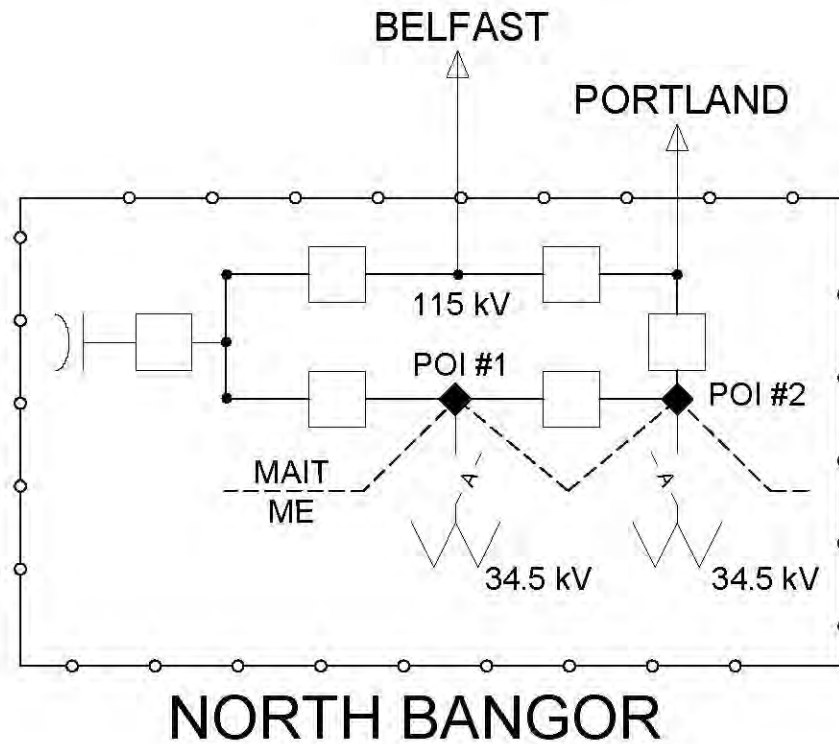 BELFAST
PORTLAND
115 kV
POI #1
POI #2
MAIT
ME
A
A
34.5 kV
34.5 kV
NORTH BANGOR